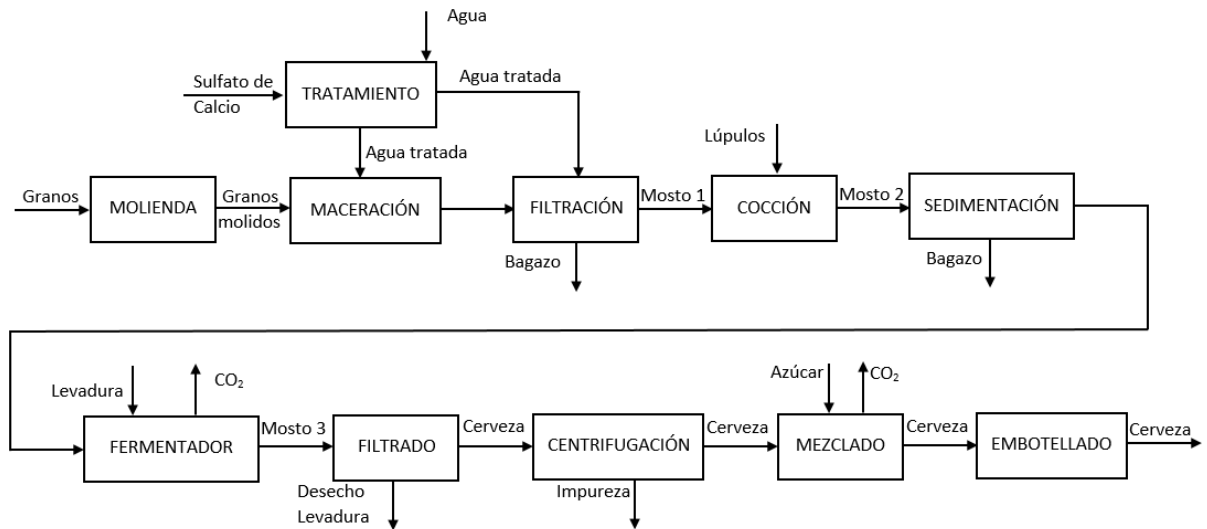 Agua
Sulfato de
Calcio
TRATAMIENTO
Agua tratada
Agua tratada
Lúpulos
Granos
MOLIENDA
Granos
molidos
MACERACIÓN
FILTRACIÓN
Mosto 1
COCCIÓN
Mosto 2
SEDIMENTACIÓN
Bagazo
Bagazo
Levadura
CO₂
Azúcar
CO₂
FERMENTADOR
Mosto 3
FILTRADO
Cerveza
CENTRIFUGACIÓN
Cerveza
MEZCLADO
Cerveza
EMBOTELLADO
Cerveza
Desecho
Levadura
Impureza